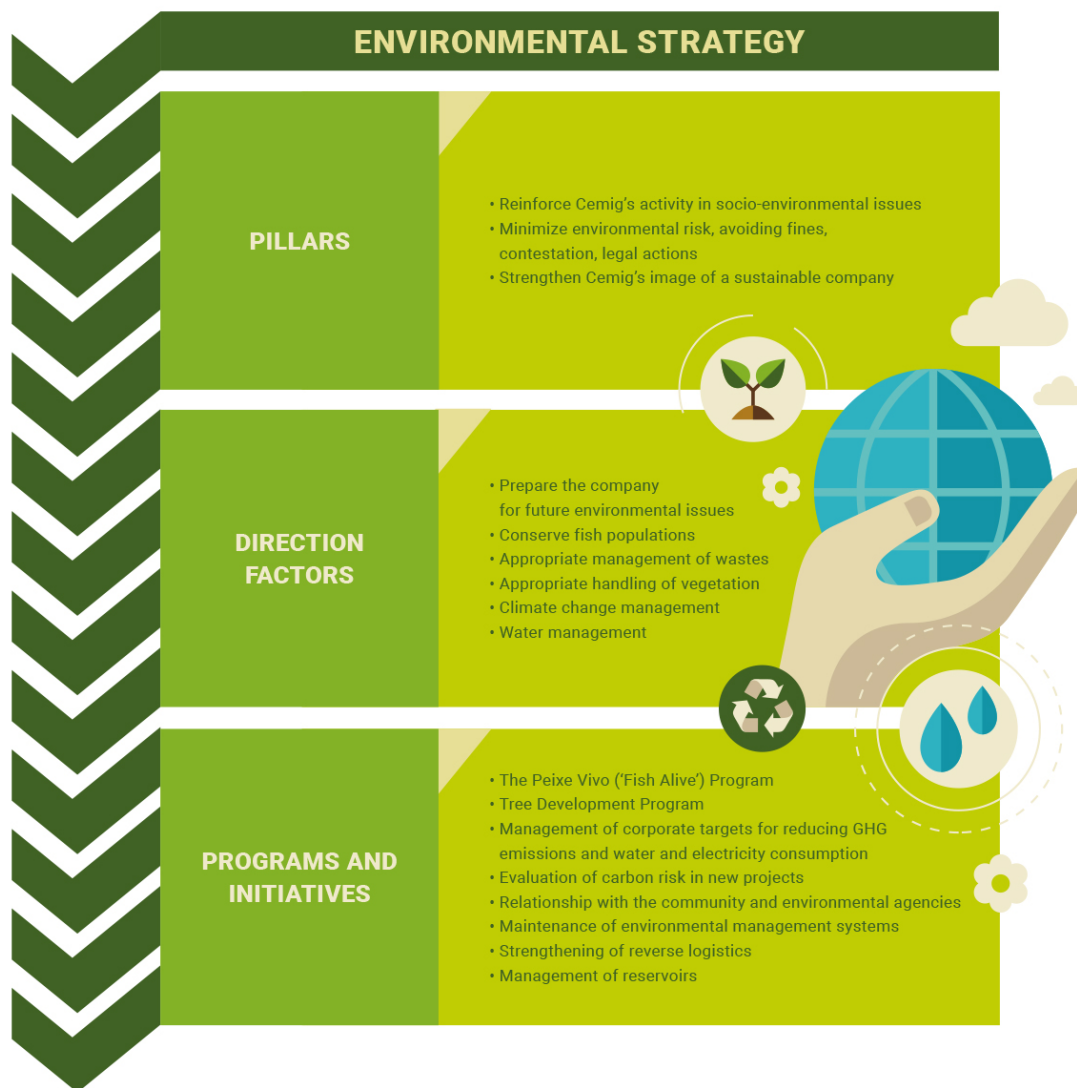 ENVIRONMENTAL STRATEGY
PILLARS
• Reinforce Cemig’s activity in socio-environmental issues
• Minimize environmental risk, avoiding fines,
contestation, legal actions
• Strengthen Cemig’s image of a sustainable company
DIRECTION
FACTORS
• Prepare the company
for future environmental issues
• Conserve fish populations
• Appropriate management of wastes
• Appropriate handling of vegetation
• Climate change management
• Water management
PROGRAMS AND
INITIATIVES
• The Peixe Vivo (‘Fish Alive’) Program
• Tree Development Program
• Management of corporate targets for reducing GHG
emissions and water and electricity consumption
• Evaluation of carbon risk in new projects
• Relationship with the community and environmental agencies
• Maintenance of environmental management systems
• Strengthening of reverse logistics
• Management of reservoirs